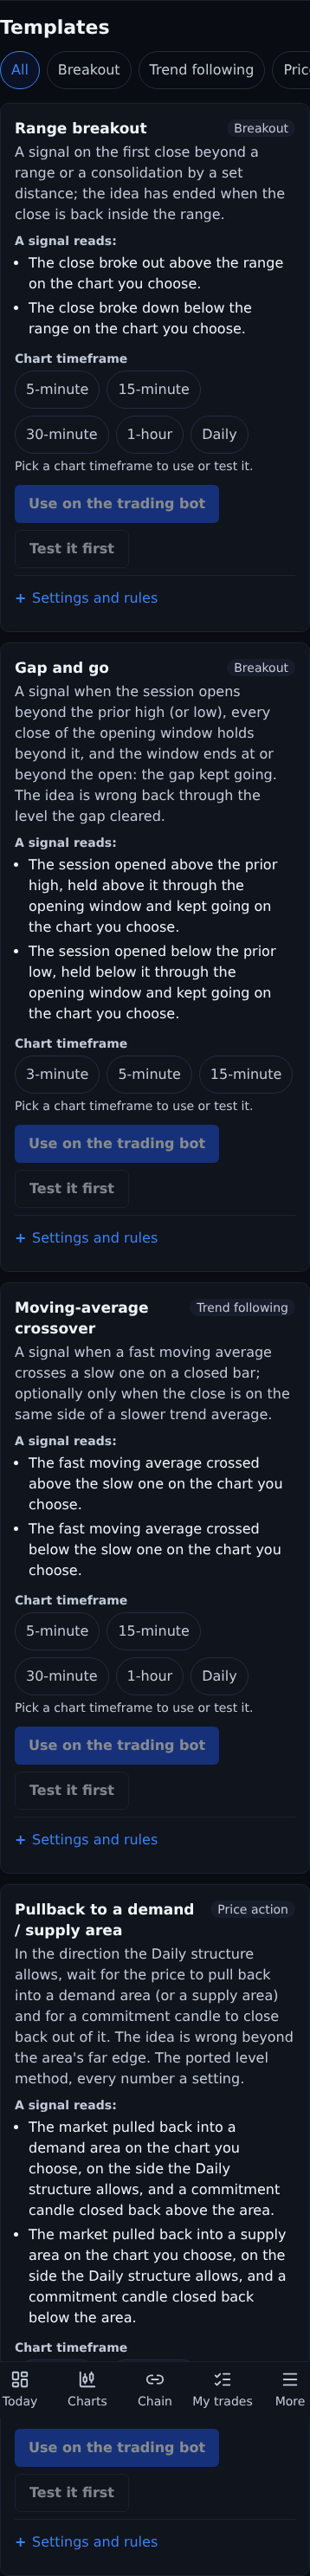 Templates
All Breakout Trend following Pric
Range breakout Breakout
A signal on the first close beyond a
range or a consolidation by a set
distance; the idea has ended when the
close is back inside the range.
A signal reads:
• The close broke out above the range
on the chart you choose.
• The close broke down below the
range on the chart you choose.
Chart timeframe
5-minute 15-minute
30-minute 1-hour Daily
Pick a chart timeframe to use or test it.
Use on the trading bot
Test it first
+ Settings and rules
Gap and go Breakout
A signal when the session opens
beyond the prior high (or low), every
close of the opening window holds
beyond it, and the window ends at or
beyond the open: the gap kept going.
The idea is wrong back through the
level the gap cleared.
A signal reads:
• The session opened above the prior
high, held above it through the
opening window and kept going on
the chart you choose.
• The session opened below the prior
low, held below it through the
opening window and kept going on
the chart you choose.
Chart timeframe
3-minute 5-minute 15-minute
Pick a chart timeframe to use or test it.
Use on the trading bot
Test it first
+ Settings and rules
Moving-average Trend following
crossover
A signal when a fast moving average
crosses a slow one on a closed bar;
optionally only when the close is on the
same side of a slower trend average.
A signal reads:
• The fast moving average crossed
above the slow one on the chart you
choose.
• The fast moving average crossed
below the slow one on the chart you
choose.
Chart timeframe
5-minute 15-minute
30-minute 1-hour Daily
Pick a chart timeframe to use or test it.
Use on the trading bot
Test it first
+ Settings and rules
Pullback to a demand Price action
/ supply area
In the direction the Daily structure
allows, wait for the price to pull back
into a demand area (or a supply area)
and for a commitment candle to close
back out of it. The idea is wrong beyond
the area's far edge. The ported level
method, every number a setting.
A signal reads:
• The market pulled back into a
demand area on the chart you
choose, on the side the Daily
structure allows, and a commitment
candle closed back above the area.
• The market pulled back into a supply
area on the chart you choose, on the
side the Daily structure allows, and a
commitment candle closed back
below the area.
Chart timeframe
Today Charts Chain My trades More
Use on the trading bot
Test it first
+ Settings and rules